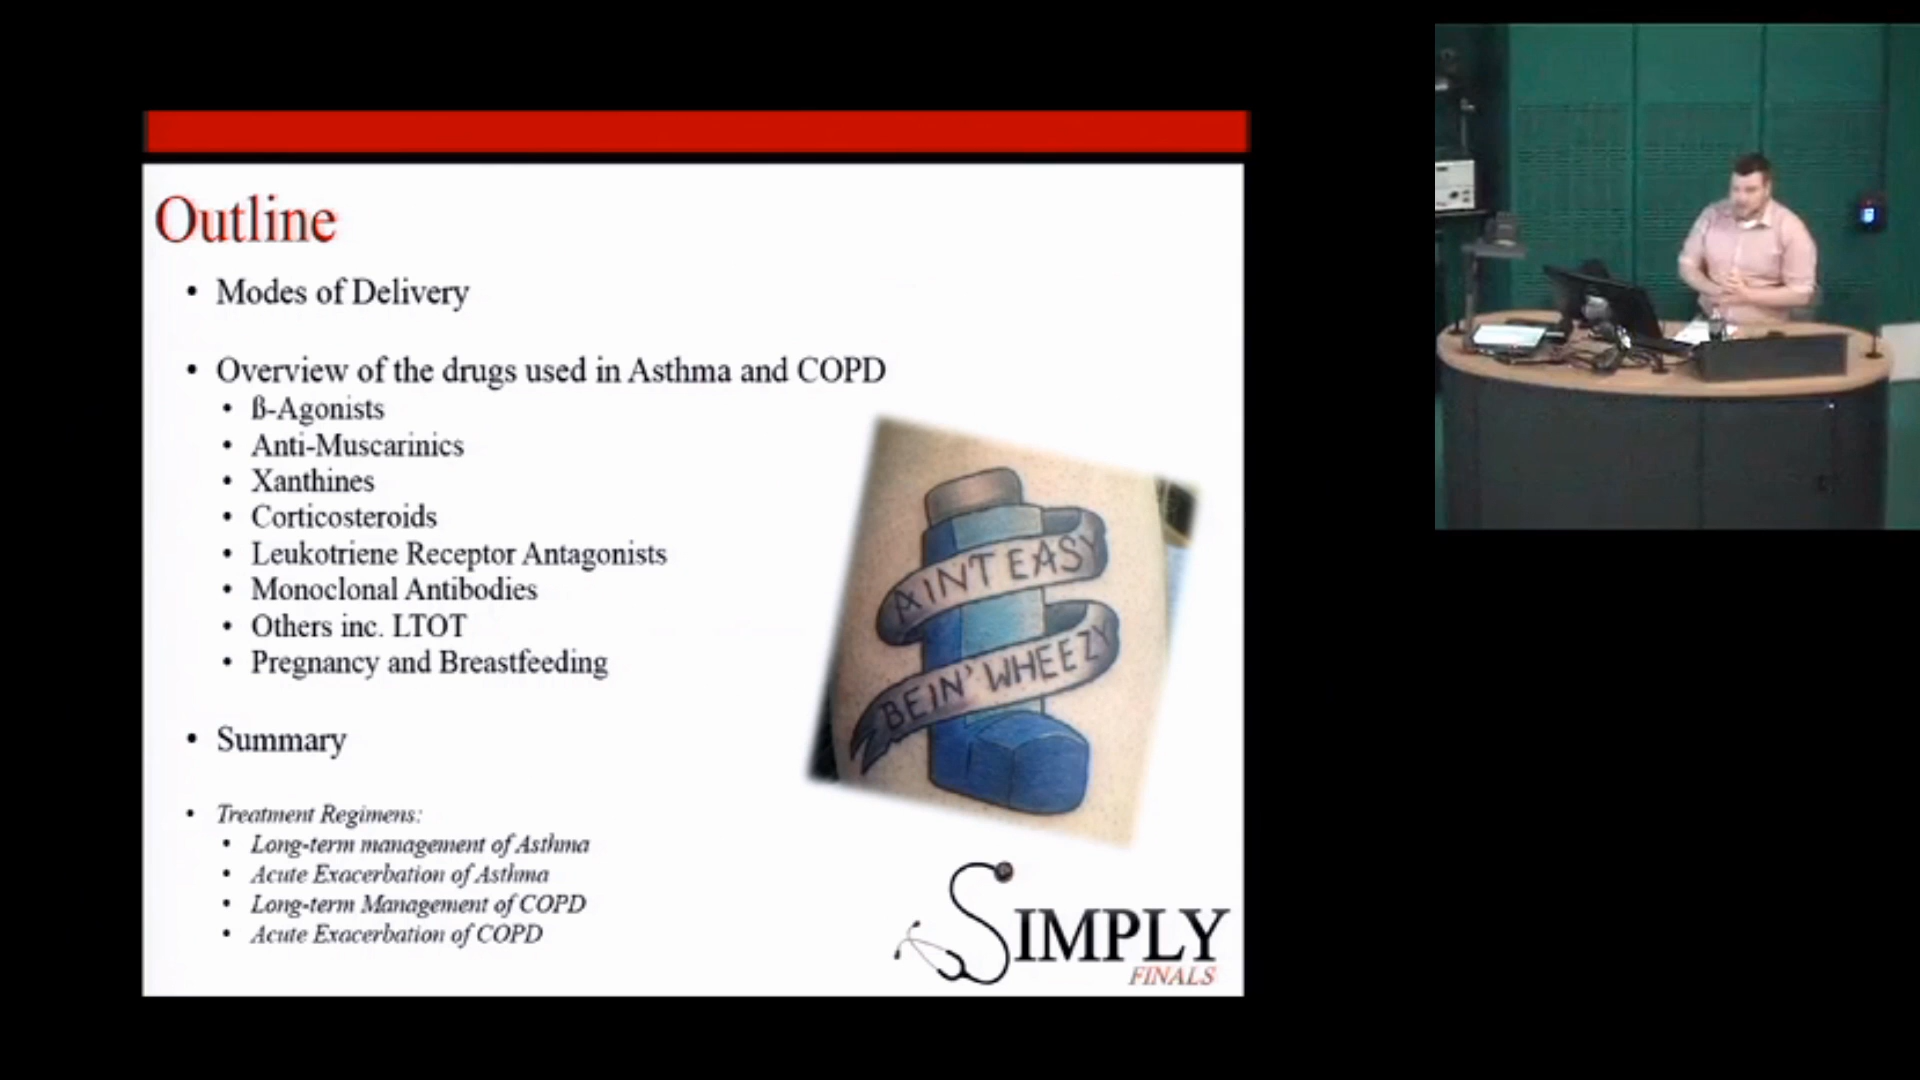 Outline
• Modes of Delivery
• Overview of the drugs used in Asthma and COPD
• ß-Agonists
• Anti-Muscarinics
• Xanthines
• Corticosteroids
• Leukotriene Receptor Antagonists
• Monoclonal Antibodies
• Others inc. LTOT
• Pregnancy and Breastfeeding
• Summary
• Treatment Regimens:
• Long-term management of Asthma
• Acute Exacerbation of Asthma
• Long-term Management of COPD
• Acute Exacerbation of COPD
AINT EASY
BEIN' WHEEZY
SIMPLY
FINALS